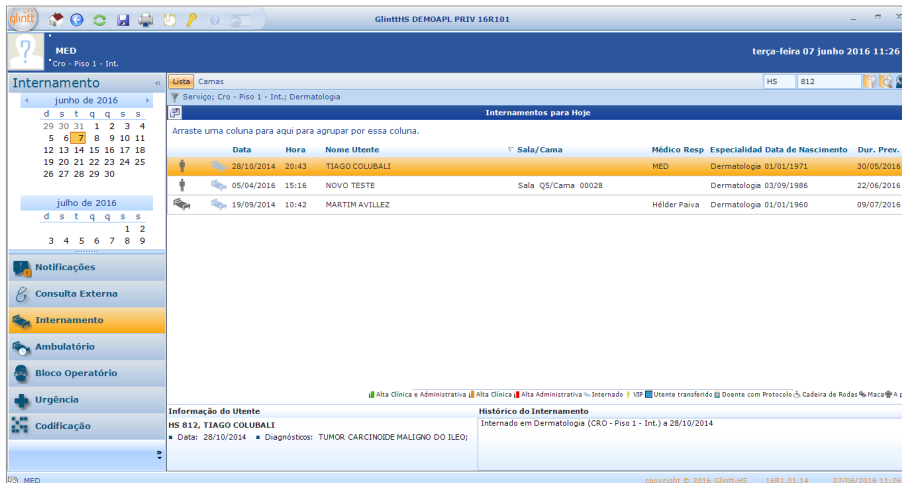 glintt
GlinttHS DEMOAPL PRIV 16R101
MED
Cro - Piso 1 - Int.
terça-feira 07 junho 2016 11:26
Internamento «
Lista Camas
HS 812
Serviço; Cro - Piso 1 - Int.; Dermatologia
junho de 2016
d s t q q s s
29 30 31 1 2 3 4
5 6 7 8 9 10 11
12 13 14 15 16 17 18
19 20 21 22 23 24 25
26 27 28 29 30
julho de 2016
d s t q q s s
1 2
3 4 5 6 7 8 9
Internamentos para Hoje
Arraste uma coluna para aqui para agrupar por essa coluna.
Data Hora Nome Utente Sala/Cama Médico Resp Especialidad Data de Nascimento Dur. Prev.
28/10/2014 20:43 TIAGO COLUBALI MED Dermatologia 01/01/1971 30/05/2016
05/04/2016 15:16 NOVO TESTE Sala Q5/Cama 00028 Dermatologia 03/09/1986 22/06/2016
19/09/2014 10:42 MARTIM AVILLEZ Hélder Paiva Dermatologia 01/01/1960 09/07/2016
Notificações
Consulta Externa
Internamento
Ambulatório
Bloco Operatório
Urgência
Codificação
Alta Clínica e Administrativa Alta Clínica Alta Administrativa Internado VIP Utente transferido Doente com Protocolo Cadeira de Rodas Maca A p
Informação do Utente
HS 812, TIAGO COLUBALI
Data: 28/10/2014 Diagnósticos: TUMOR CARCINOIDE MALIGNO DO ILEO;
Histórico do Internamento
Internado em Dermatologia (CRO - Piso 1 - Int.) a 28/10/2014
MED
copyright © 2016 Glintt-HS 16R1.01.14 07/06/2016 11:26